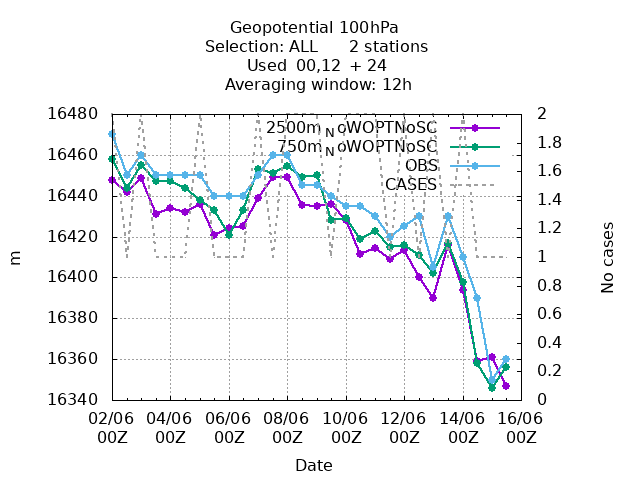 Geopotential 100hPa
Selection: ALL 2 stations
Used 00,12 + 24
Averaging window: 12h
16480
16460
16440
16420
16400
16380
16360
16340
m
2
1.8
1.6
1.4
1.2
1
0.8
0.6
0.4
0.2
0
No cases
2500m NoWOPTNoSC
750m NoWOPTNoSC
OBS
CASES
02/06 04/06 06/06 08/06 10/06 12/06 14/06 16/06
00Z 00Z 00Z 00Z 00Z 00Z 00Z 00Z
Date